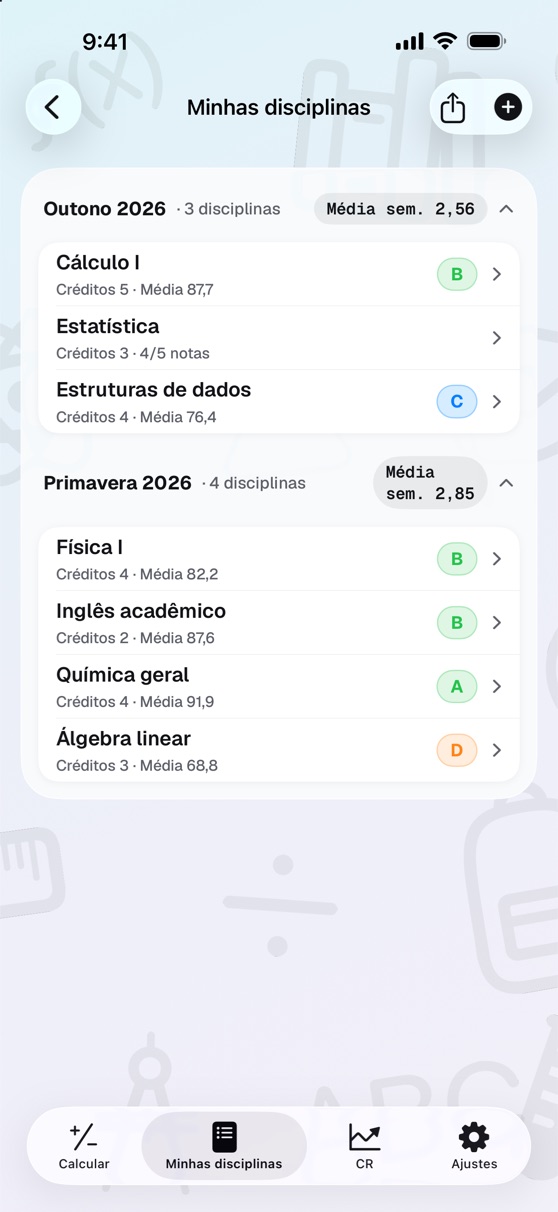 9:41
Minhas disciplinas
Outono 2026 · 3 disciplinas Média sem. 2,56
Cálculo I
Créditos 5 · Média 87,7
B
Estatística
Créditos 3 · 4/5 notas
Estruturas de dados
Créditos 4 · Média 76,4
C
Primavera 2026 · 4 disciplinas
Média
sem. 2,85
Física I
Créditos 4 · Média 82,2
B
Inglês acadêmico
Créditos 2 · Média 87,6
B
Química geral
Créditos 4 · Média 91,9
A
Álgebra linear
Créditos 3 · Média 68,8
D
ABC
Calcular
Minhas disciplinas
CR
Ajustes